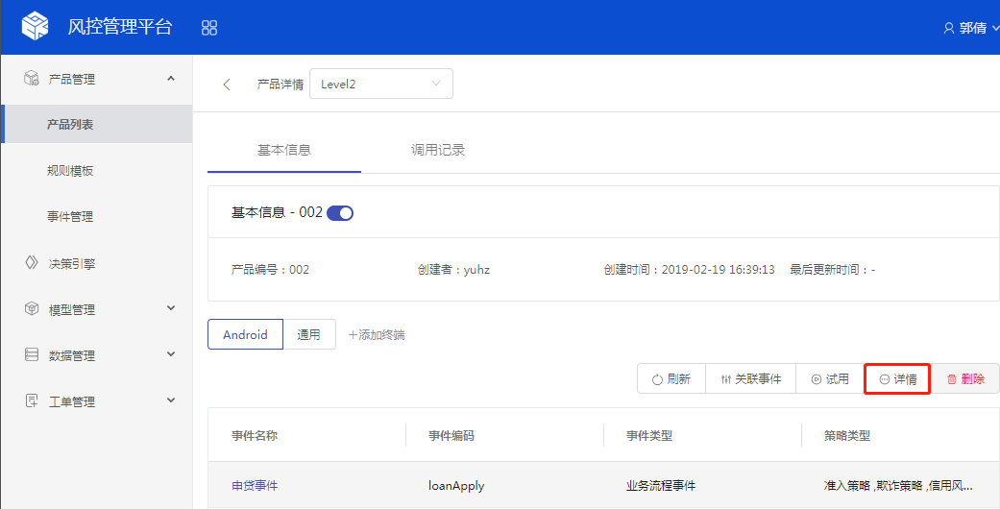 风控管理平台
郭倩
产品管理
产品详情 Level2
产品列表
基本信息 调用记录
规则模板
基本信息 - 002
事件管理
决策引擎
产品编号：002 创建者：yuhz 创建时间：2019-02-19 16:39:13 最后更新时间：-
模型管理
Android 通用 +添加终端
数据管理
刷新 关联事件 试用 详情 删除
工单管理
事件名称 事件编码 事件类型 策略类型
申贷事件 loanApply 业务流程事件 准入策略 ,欺诈策略 ,信用风...